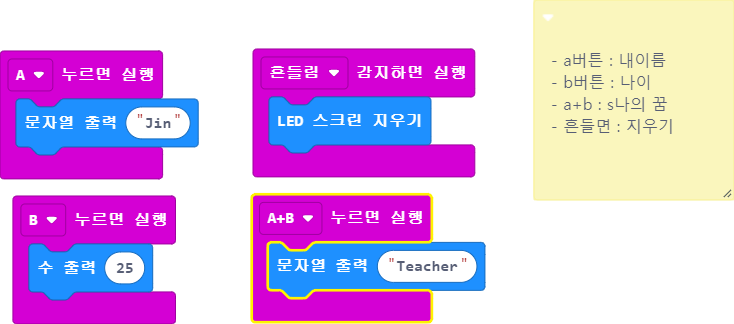 A 누르면 실행
문자열 출력 "Jin"
흔들림 감지하면 실행
LED 스크린 지우기
B 누르면 실행
수 출력 25
A+B 누르면 실행
문자열 출력 "Teacher"
- a버튼 : 내이름
- b버튼 : 나이
- a+b : s나의 꿈
- 흔들면 : 지우기